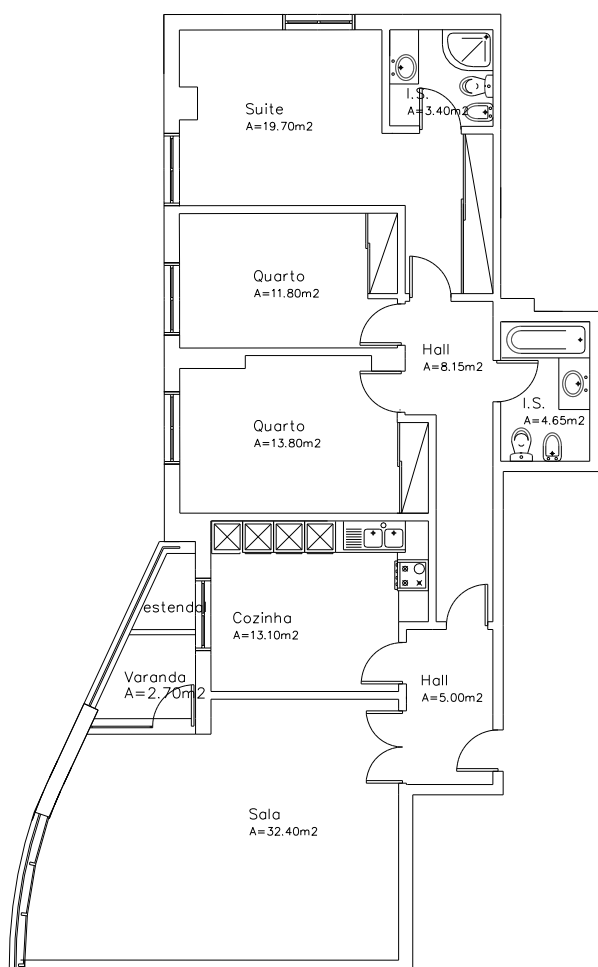 Suite
A=19.70m2
I.S.
A=3.40m2
Quarto
A=11.80m2
Hall
A=8.15m2
I.S.
A=4.65m2
Quarto
A=13.80m2
estendal
Cozinha
A=13.10m2
Varanda
A=2.70m2
Hall
A=5.00m2
Sala
A=32.40m2